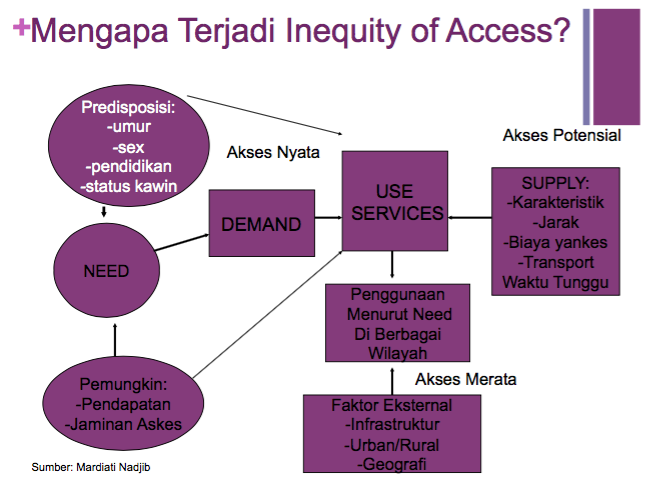 +Mengapa Terjadi Inequity of Access?
Predisposisi:
-umur
-sex
-pendidikan
-status kawin
Akses Nyata
Akses Potensial
USE
SERVICES
DEMAND
SUPPLY:
-Karakteristik
-Jarak
-Biaya yankes
-Transport
Waktu Tunggu
NEED
Penggunaan
Menurut Need
Di Berbagai
Wilayah
Akses Merata
Pemungkin:
-Pendapatan
-Jaminan Askes
Faktor Eksternal
-Infrastruktur
-Urban/Rural
-Geografi
Sumber: Mardiati Nadjib